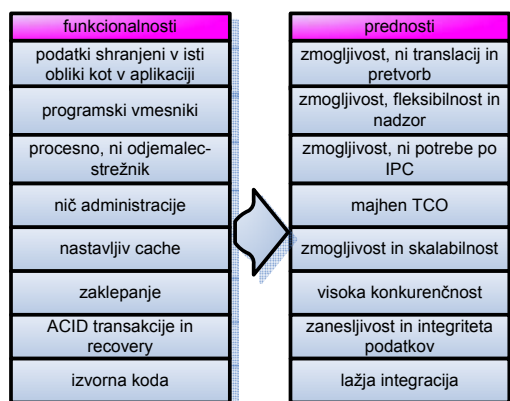 funkcionalnosti
podatki shranjeni v isti
obliki kot v aplikaciji
programski vmesniki
procesno, ni odjemalec-
strežnik
nič administracije
nastavljiv cache
zaklepanje
ACID transakcije in
recovery
izvorna koda
prednosti
zmogljivost, ni translacij in
pretvorb
zmogljivost, fleksibilnost in
nadzor
zmogljivost, ni potrebe po
IPC
majhen TCO
zmogljivost in skalabilnost
visoka konkurenčnost
zanesljivost in integriteta
podatkov
lažja integracija